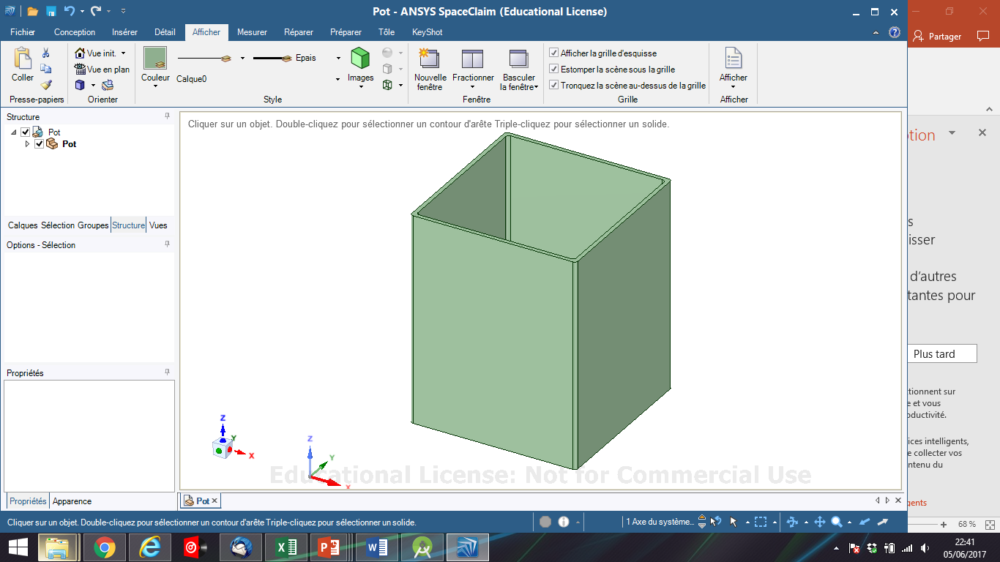 Pot - ANSYS SpaceClaim (Educational License)
Fichier Conception Insérer Détail Afficher Mesurer Réparer Préparer Tôle KeyShot
Partager
Coller
Presse-papiers
Vue init.
Vue en plan
Orienter
Couleur
Calque0
Epais
Images
Style
Nouvelle fenêtre
Fractionner
Basculer la fenêtre
Fenêtre
Afficher la grille d'esquisse
Estomper la scène sous la grille
Tronquez la scène au-dessus de la grille
Grille
Afficher
Afficher
Structure
Pot
Pot
Calques Sélection Groupes Structure Vues
Options - Sélection
Propriétés
Propriétés Apparence
Cliquer sur un objet. Double-cliquez pour sélectionner un contour d'arête Triple-cliquez pour sélectionner un solide.
Z
Y
X
Z
Y
X
Educational License: Not for Commercial Use
Pot
Cliquer sur un objet. Double-cliquez pour sélectionner un contour d'arête Triple-cliquez pour sélectionner un solide.
1 Axe du système...
tion
s
isser
d'autres
tantes pour
Plus tard
tionnent sur
e et vous
oductivité.
ices intelligents,
e collecter vos
ntenu du
gents
68 %
22:41
05/06/2017